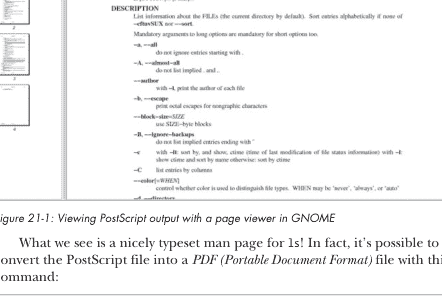 DESCRIPTION
List information about the FILEs (the current directory by default). Sort entries alphabetically if none of
-cftuvSUX nor --sort.
Mandatory arguments to long options are mandatory for short options too.
-a, --all
do not ignore entries starting with .
-A, --almost-all
do not list implied . and ..
--author
with -l, print the author of each file
-b, --escape
print octal escapes for nongraphic characters
--block-size=SIZE
use SIZE-byte blocks
-B, --ignore-backups
do not list implied entries ending with ~
-c with -lt: sort by, and show, ctime (time of last modification of file status information) with -l:
show ctime and sort by name otherwise: sort by ctime
-C list entries by columns
--color[=WHEN]
control whether color is used to distinguish file types. WHEN may be 'never', 'always', or 'auto'
-d, --directory
igure 21-1: Viewing PostScript output with a page viewer in GNOME
What we see is a nicely typeset man page for ls! In fact, it's possible to
onvert the PostScript file into a PDF (Portable Document Format) file with thi
ommand: